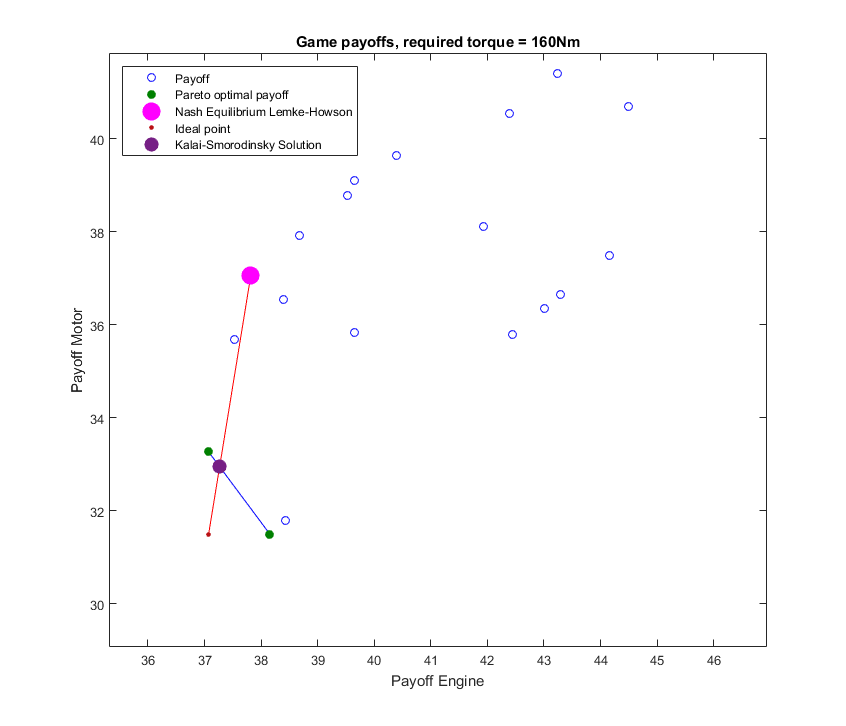 Game payoffs, required torque = 160Nm
Payoff
Pareto optimal payoff
Nash Equilibrium Lemke-Howson
Ideal point
Kalai-Smorodinsky Solution
Payoff Motor
40
38
36
34
32
30
36 37 38 39 40 41 42 43 44 45 46
Payoff Engine